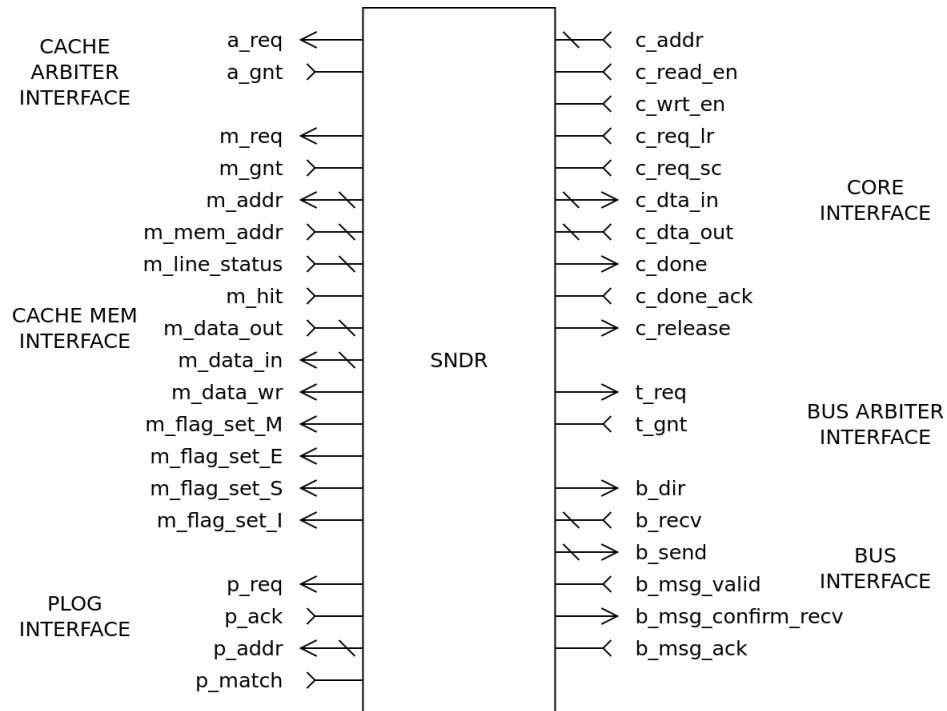 CACHE
ARBITER
INTERFACE
a_req
a_gnt
m_req
m_gnt
m_addr
m_mem_addr
m_line_status
m_hit
m_data_out
m_data_in
m_data_wr
m_flag_set_M
m_flag_set_E
m_flag_set_S
m_flag_set_I
CACHE MEM
INTERFACE
p_req
p_ack
p_addr
p_match
PLOG
INTERFACE
SNDR
c_addr
c_read_en
c_wrt_en
c_req_lr
c_req_sc
c_dta_in
c_dta_out
c_done
c_done_ack
c_release
CORE
INTERFACE
t_req
t_gnt
BUS ARBITER
INTERFACE
b_dir
b_recv
b_send
b_msg_valid
b_msg_confirm_recv
b_msg_ack
BUS
INTERFACE